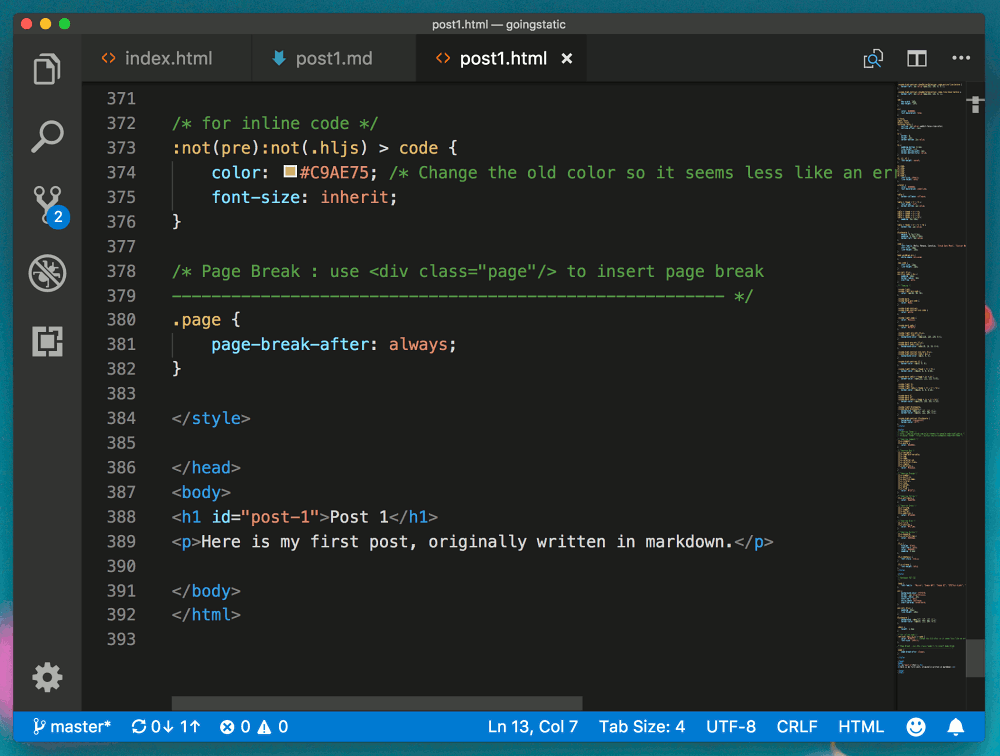 post1.html — goingstatic
index.html post1.md post1.html ×
371
372 /* for inline code */
373 :not(pre):not(.hljs) > code {
374 color: #C9AE75; /* Change the old color so it seems less like an err
375 font-size: inherit;
376 }
377
378 /* Page Break : use <div class="page"/> to insert page break
379 -------------------------------------------------------- */
380 .page {
381 page-break-after: always;
382 }
383
384 </style>
385
386 </head>
387 <body>
388 <h1 id="post-1">Post 1</h1>
389 <p>Here is my first post, originally written in markdown.</p>
390
391 </body>
392 </html>
393
2
master* 0↓ 1↑ 0 0 Ln 13, Col 7 Tab Size: 4 UTF-8 CRLF HTML